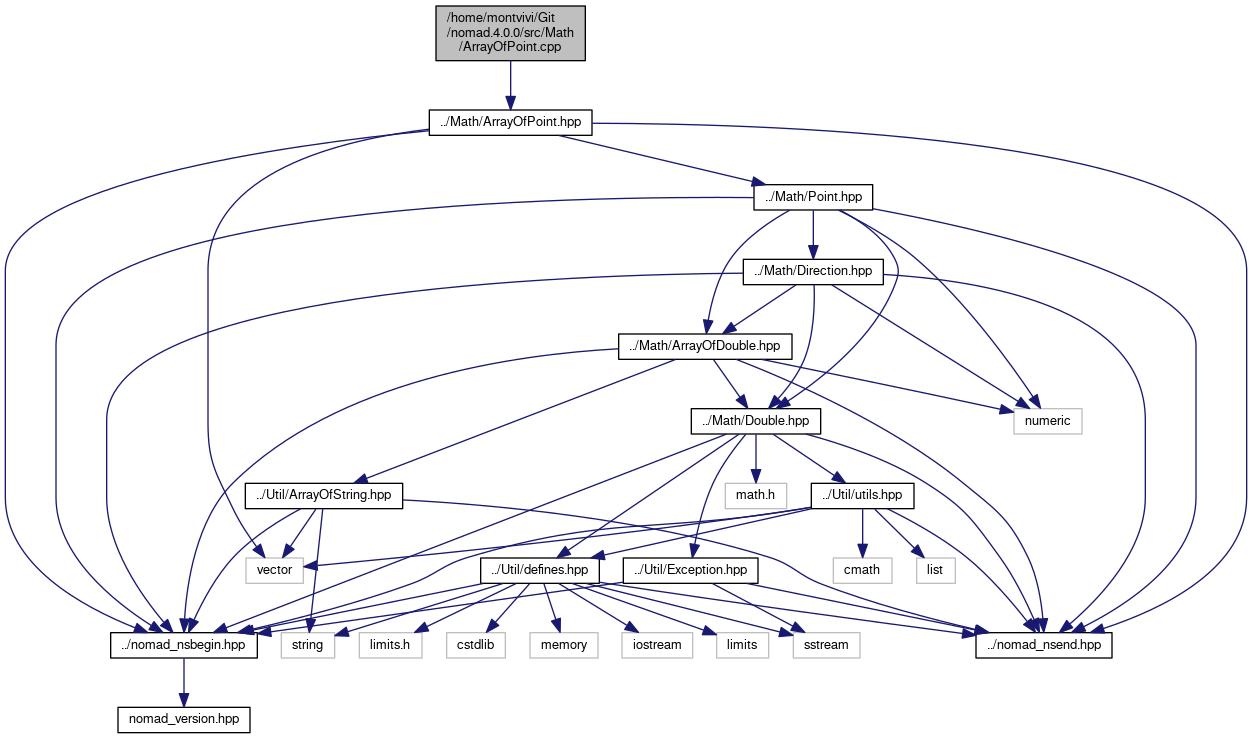 /home/montvivi/Git
/nomad.4.0.0/src/Math
/ArrayOfPoint.cpp
../Math/ArrayOfPoint.hpp
../Math/Point.hpp
../Math/Direction.hpp
../Math/ArrayOfDouble.hpp
../Math/Double.hpp
numeric
../Util/ArrayOfString.hpp
math.h
../Util/utils.hpp
vector
../Util/defines.hpp
../Util/Exception.hpp
cmath
list
../nomad_nsbegin.hpp
string
limits.h
cstdlib
memory
iostream
limits
sstream
../nomad_nsend.hpp
nomad_version.hpp